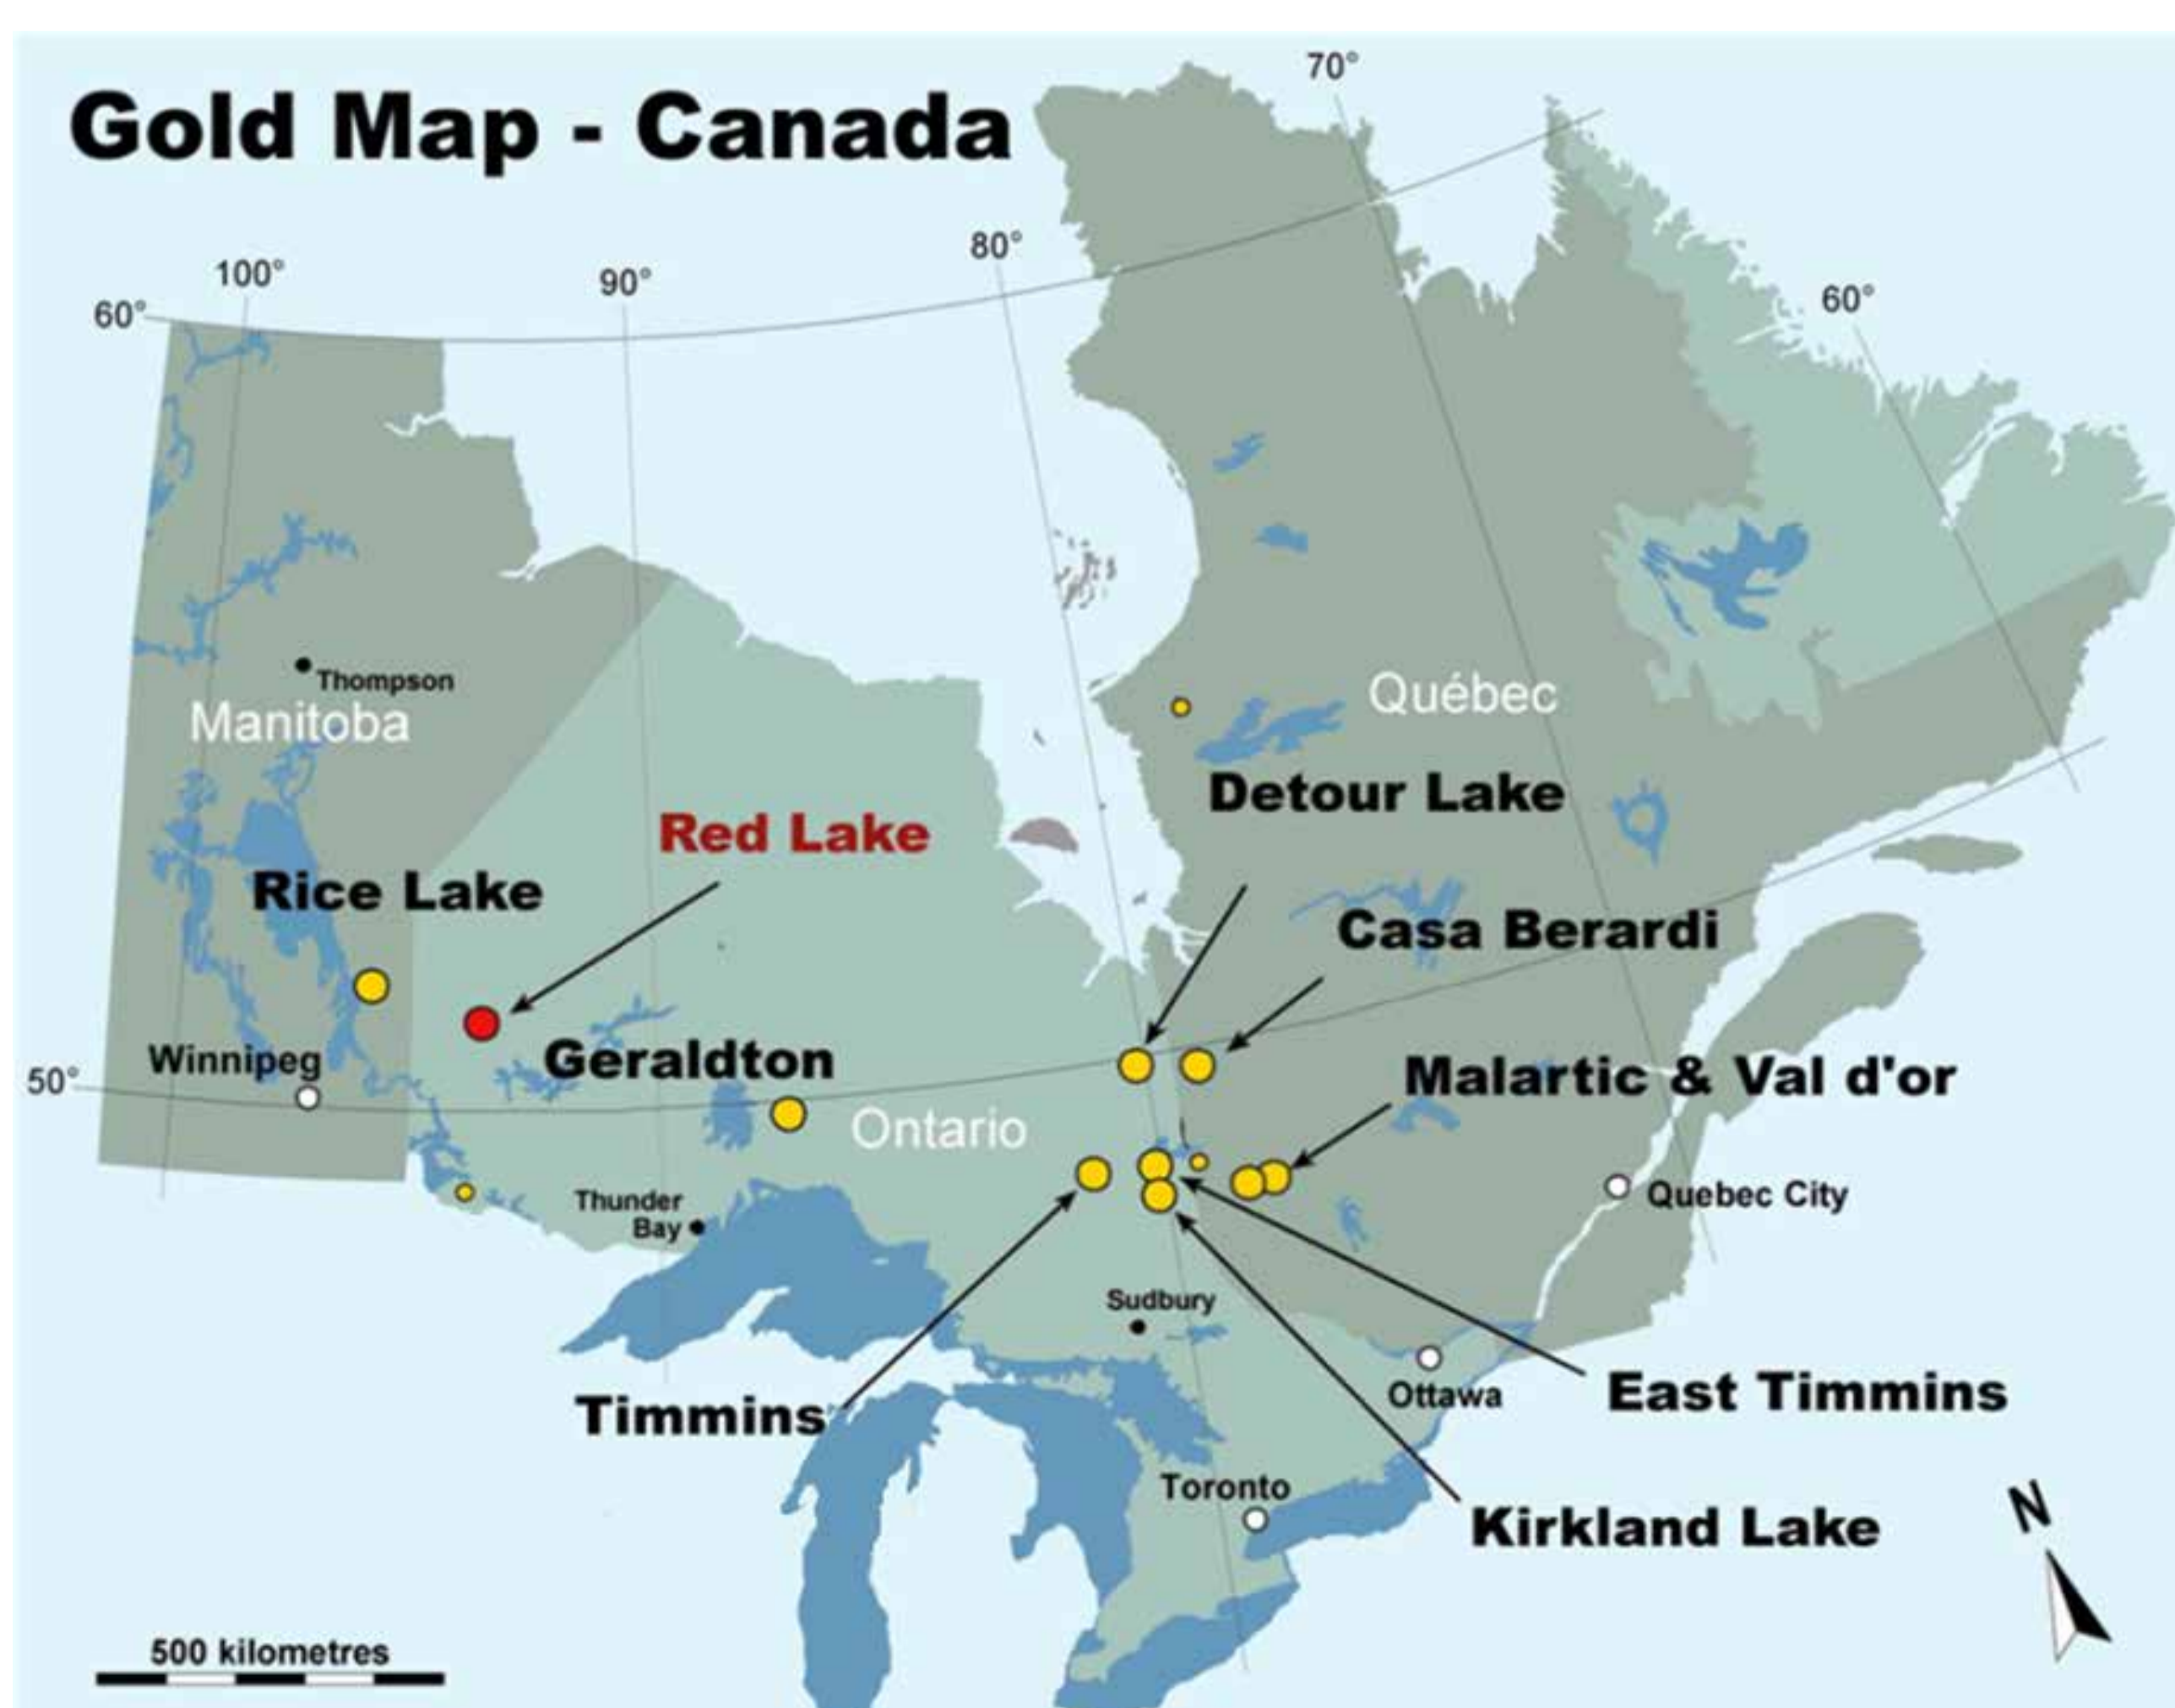 70°
Gold Map - Canada
80°
100°
90°
60°
60°
Thompson
Manitoba
Québec
Detour Lake
Red Lake
Rice Lake
Casa Berardi
Winnipeg
Geraldton
Malartic & Val d'or
50°
Ontario
Thunder
Bay
Quebec City
Sudbury
Ottawa
East Timmins
Timmins
Toronto
Kirkland Lake
N
500 kilometres